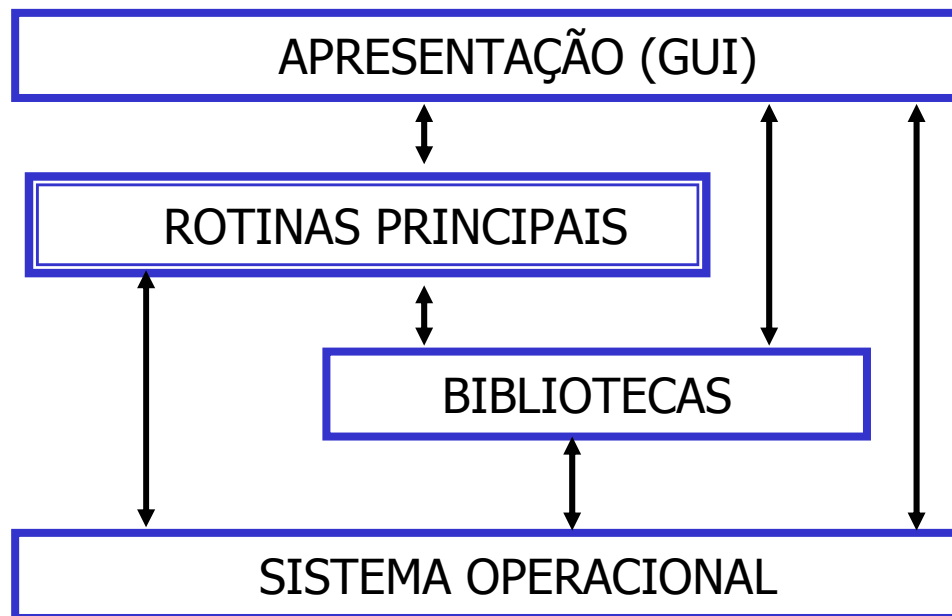 APRESENTAÇÃO (GUI)
ROTINAS PRINCIPAIS
BIBLIOTECAS
SISTEMA OPERACIONAL